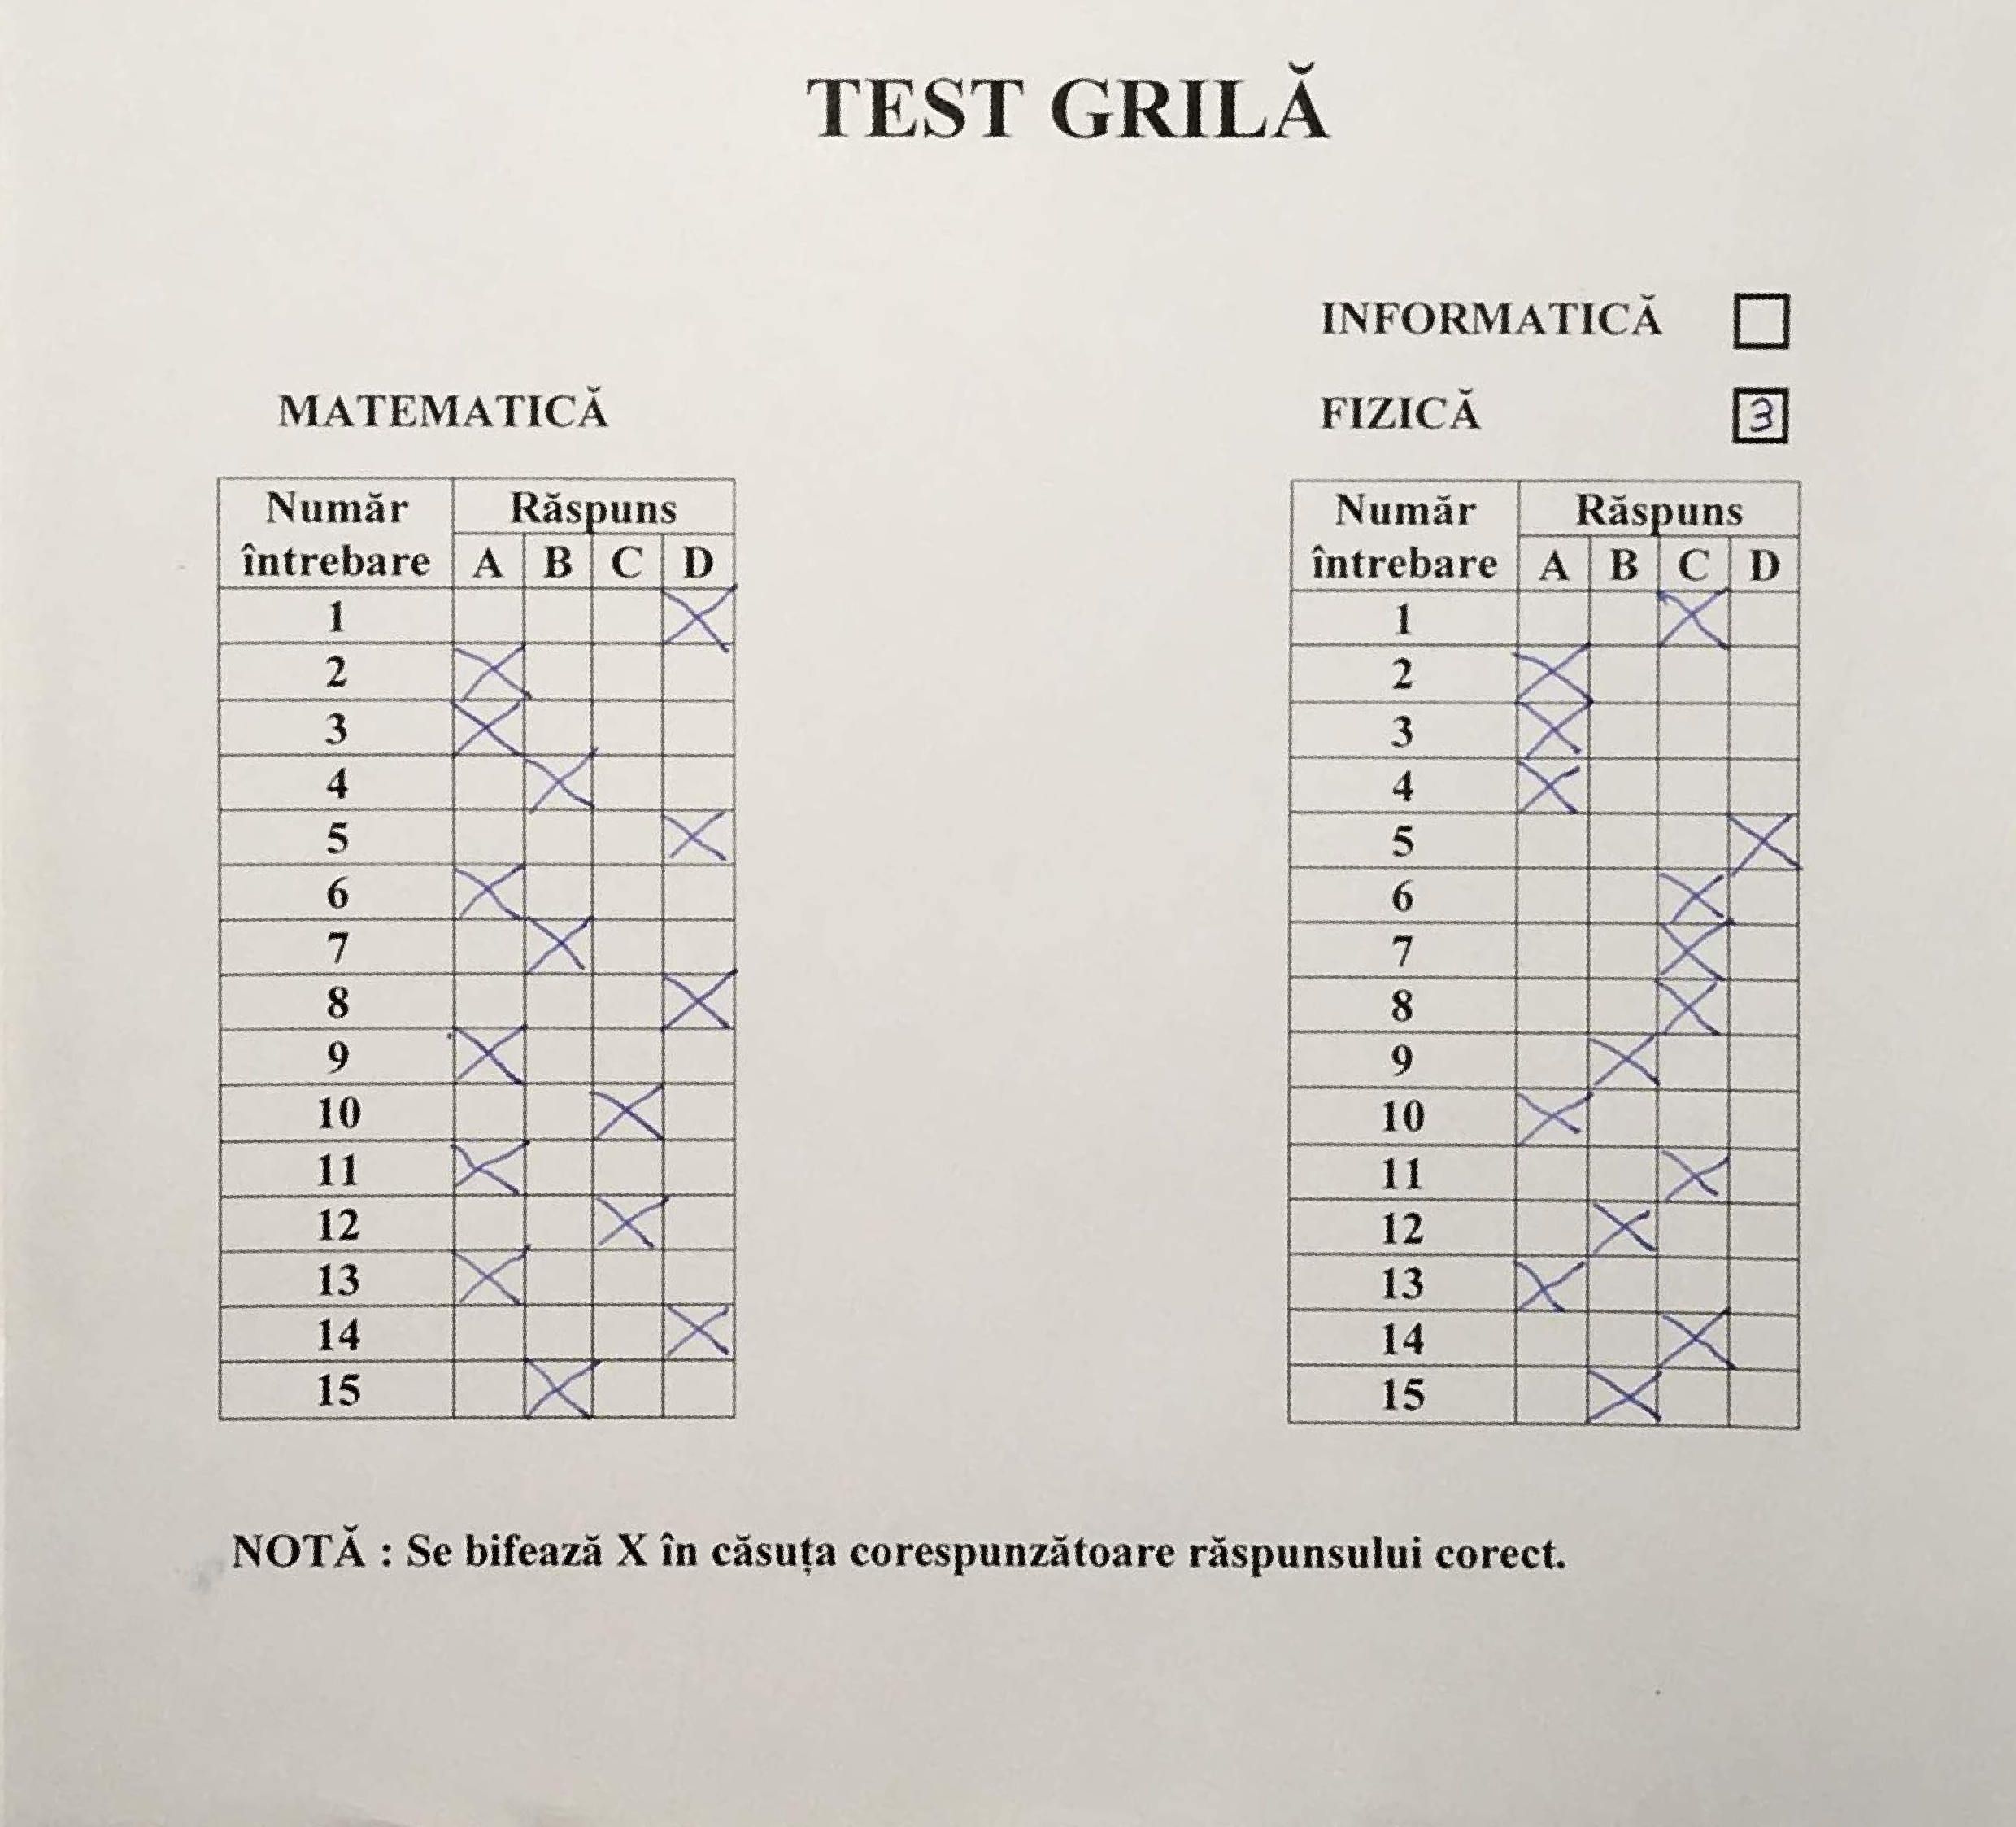 TEST GRILĂ
INFORMATICĂ
MATEMATICĂ
FIZICĂ 3
Număr Răspuns
întrebare A B C D
1 X
2 X
3 X
4 X
5 X
6 X
7 X
8 X
9 X
10 X
11 X
12 X
13 X
14 X
15 X
Număr Răspuns
întrebare A B C D
1 X
2 X
3 X
4 X
5 X
6 X
7 X
8 X
9 X
10 X
11 X
12 X
13 X
14 X
15 X
NOTĂ : Se bifează X în căsuța corespunzătoare răspunsului corect.